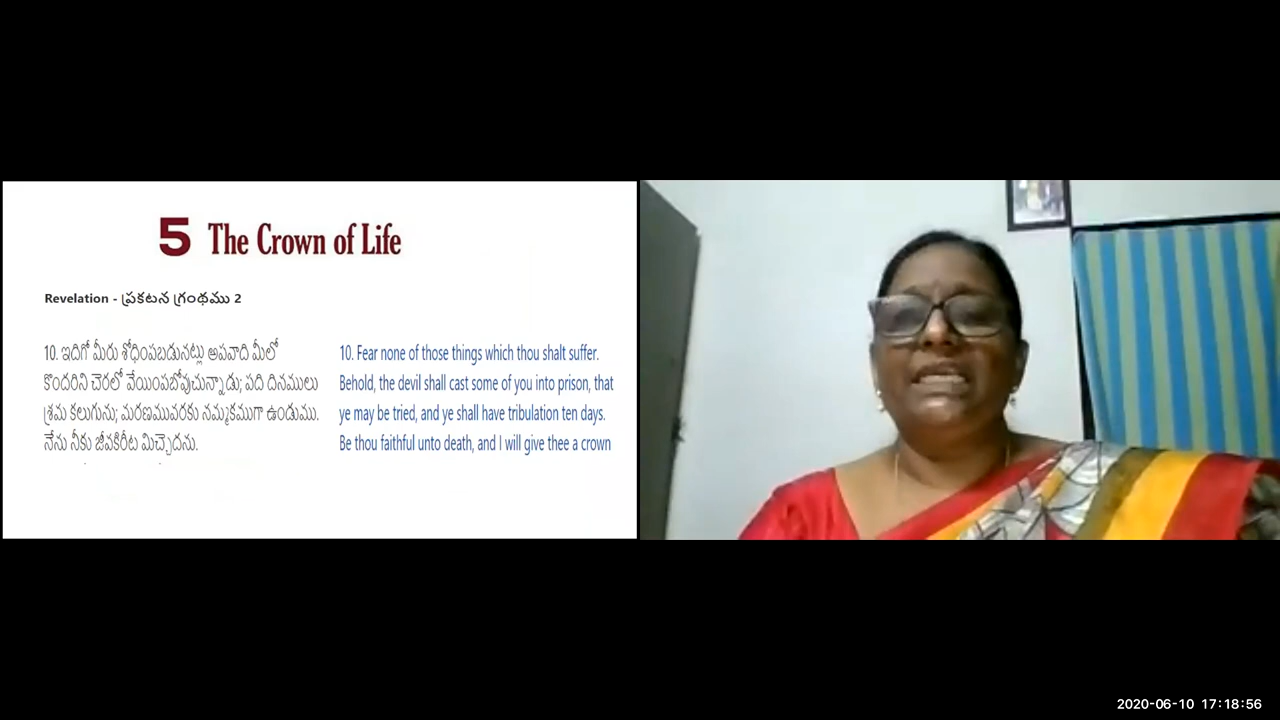 5 The Crown of Life
Revelation - ప్రకటన గ్రంథము 2
10. ఇదిగో మీరు శోధింపబడునట్లు అపవాది మీలో
కొందరిని చెరలో వేయింపబోవుచున్నాడు; పది దినములు
శ్రమ కలుగును; మరణమువరకు నమ్మకముగా ఉండుము.
నేను నీకు జీవకిరీట మిచ్చెదను.
10. Fear none of those things which thou shalt suffer.
Behold, the devil shall cast some of you into prison, that
ye may be tried, and ye shall have tribulation ten days.
Be thou faithful unto death, and I will give thee a crown
2020-06-10 17:18:56